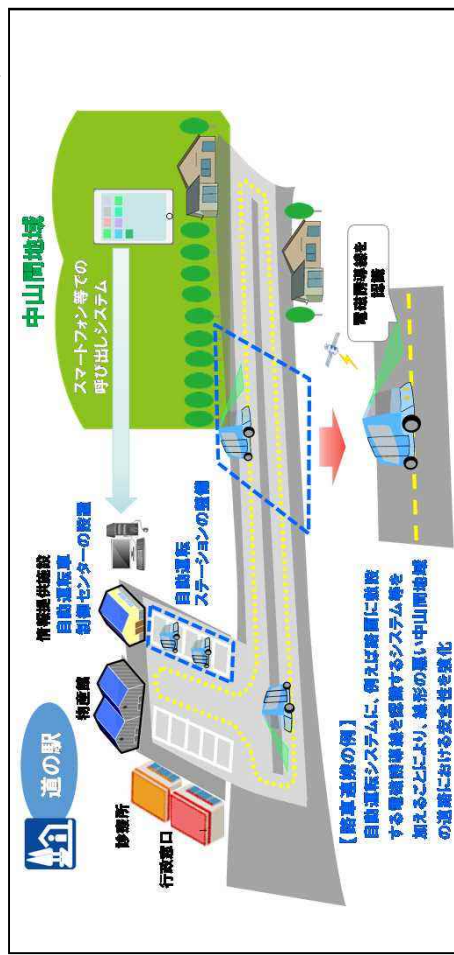 中山間地域
スマートフォン等での
呼び出しシステム
道の駅
情報提供施設
自動運転車
制御センターの設置
物産館
診療所
行政窓口
自動運転
ステーションの整備
電磁誘導線を
認識
【路車連携の例】
自動運転システムに、例えば路面に敷設
する電磁誘導線を認識するシステム等を
加えることにより、線形の悪い中山間地域
の道路における安全性を強化